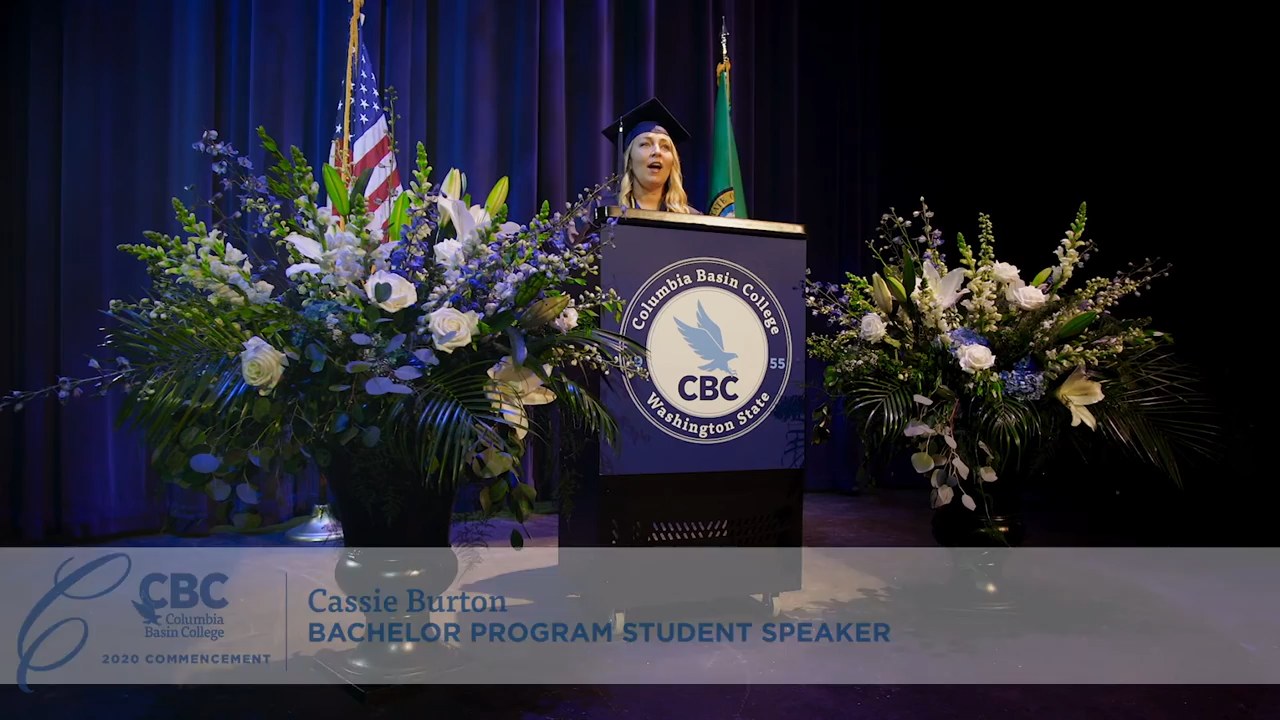 Columbia Basin College
55
CBC
Washington State
CBC
Columbia
Basin College
2020 COMMENCEMENT
Cassie Burton
BACHELOR PROGRAM STUDENT SPEAKER